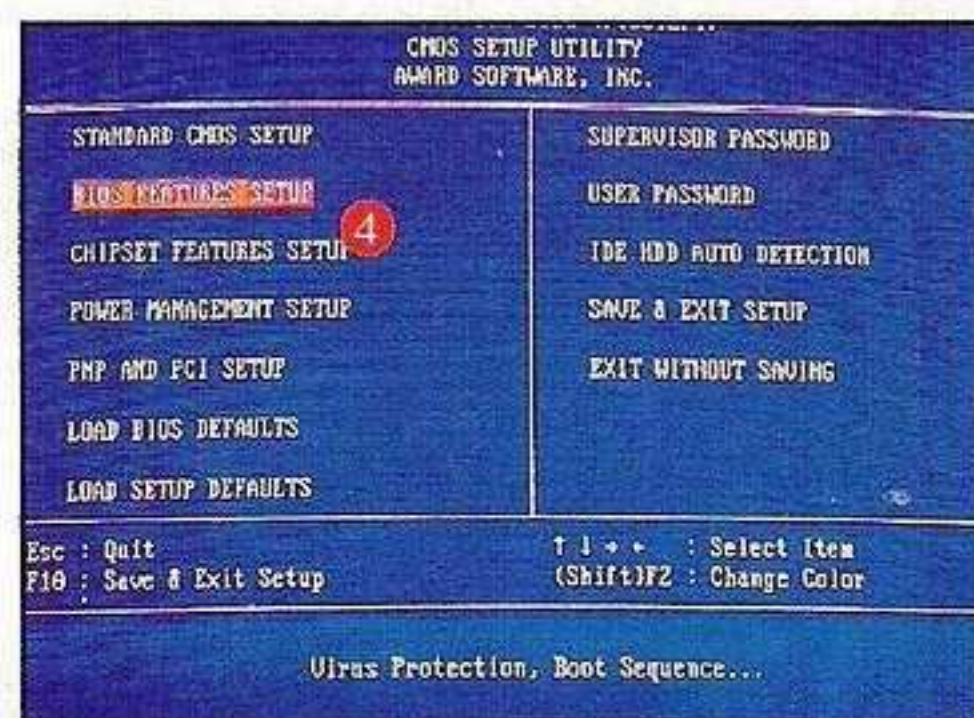 CMOS SETUP UTILITY
AWARD SOFTWARE, INC.
STANDARD CMOS SETUP
BIOS FEATURES SETUP
4
CHIPSET FEATURES SETUP
POWER MANAGEMENT SETUP
PNP AND PCI SETUP
LOAD BIOS DEFAULTS
LOAD SETUP DEFAULTS
SUPERVISOR PASSWORD
USER PASSWORD
IDE HDD AUTO DETECTION
SAVE & EXIT SETUP
EXIT WITHOUT SAVING
Esc : Quit
F10 : Save & Exit Setup
↑ ↓ → ← : Select Item
(Shift)F2 : Change Color
Virus Protection, Boot Sequence...